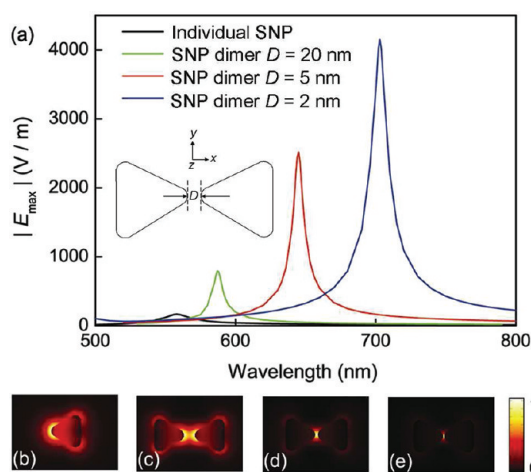 (a)
Individual SNP
SNP dimer D = 20 nm
SNP dimer D = 5 nm
SNP dimer D = 2 nm
4000
3000
2000
1000
0
| E max | (V / m)
y
z
x
D
500
600
700
800
Wavelength (nm)
(b)
(c)
(d)
(e)